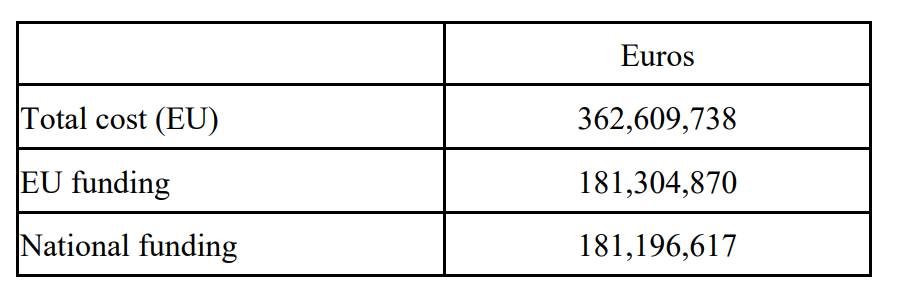 Euros
Total cost (EU) 362,609,738
EU funding 181,304,870
National funding 181,196,617